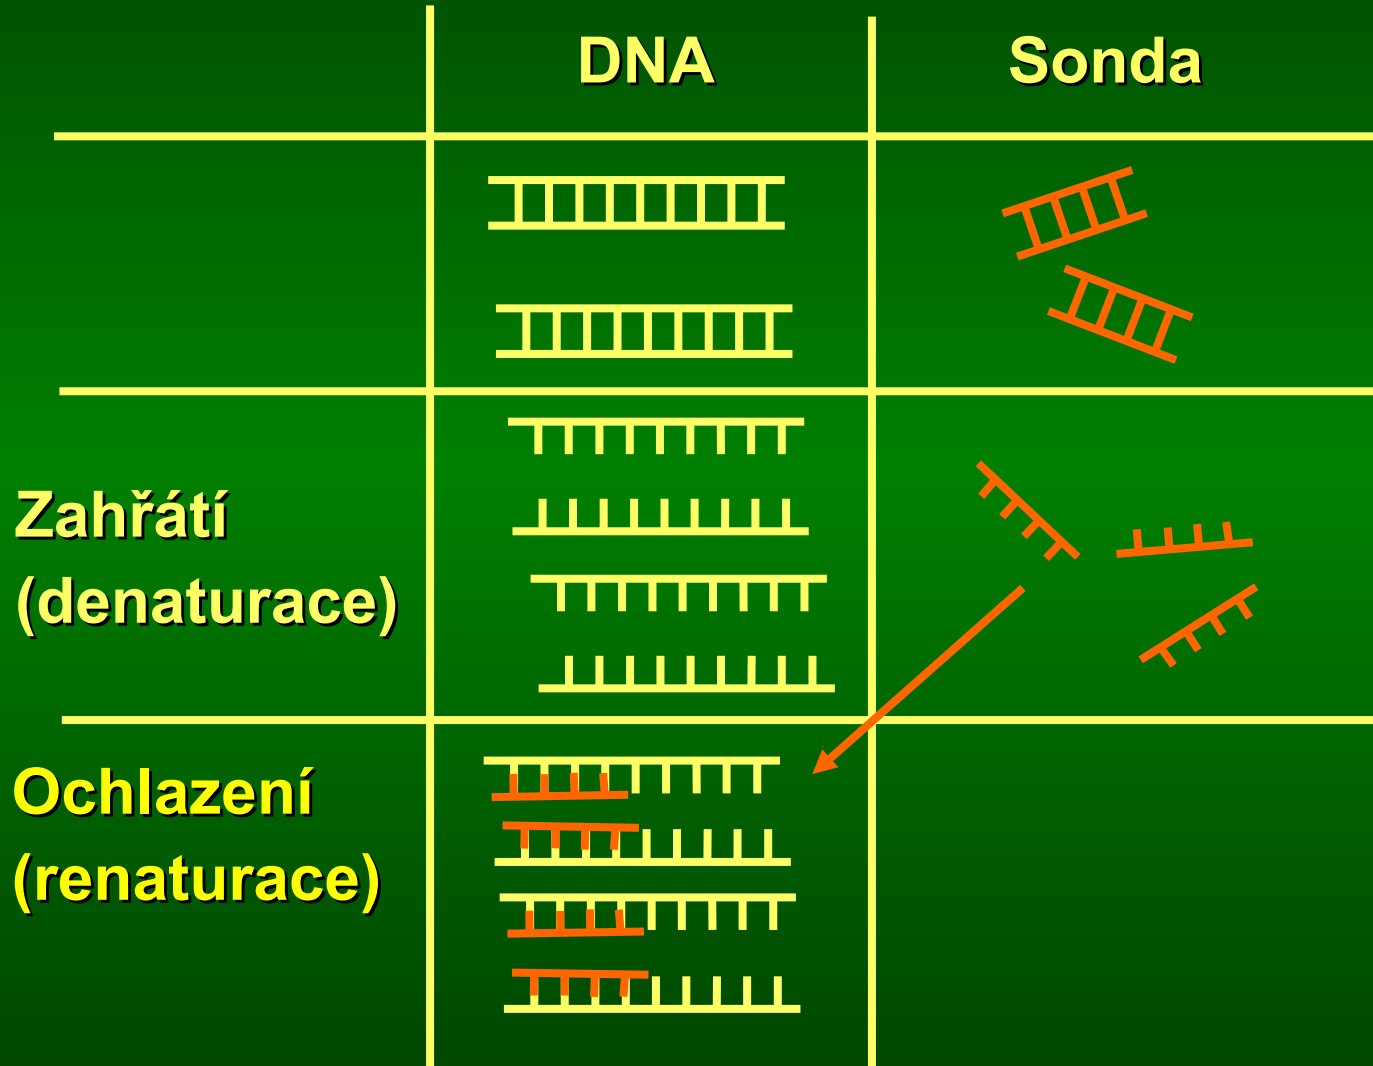 DNA
Sonda
Zahřátí
(denaturace)
Ochlazení
(renaturace)